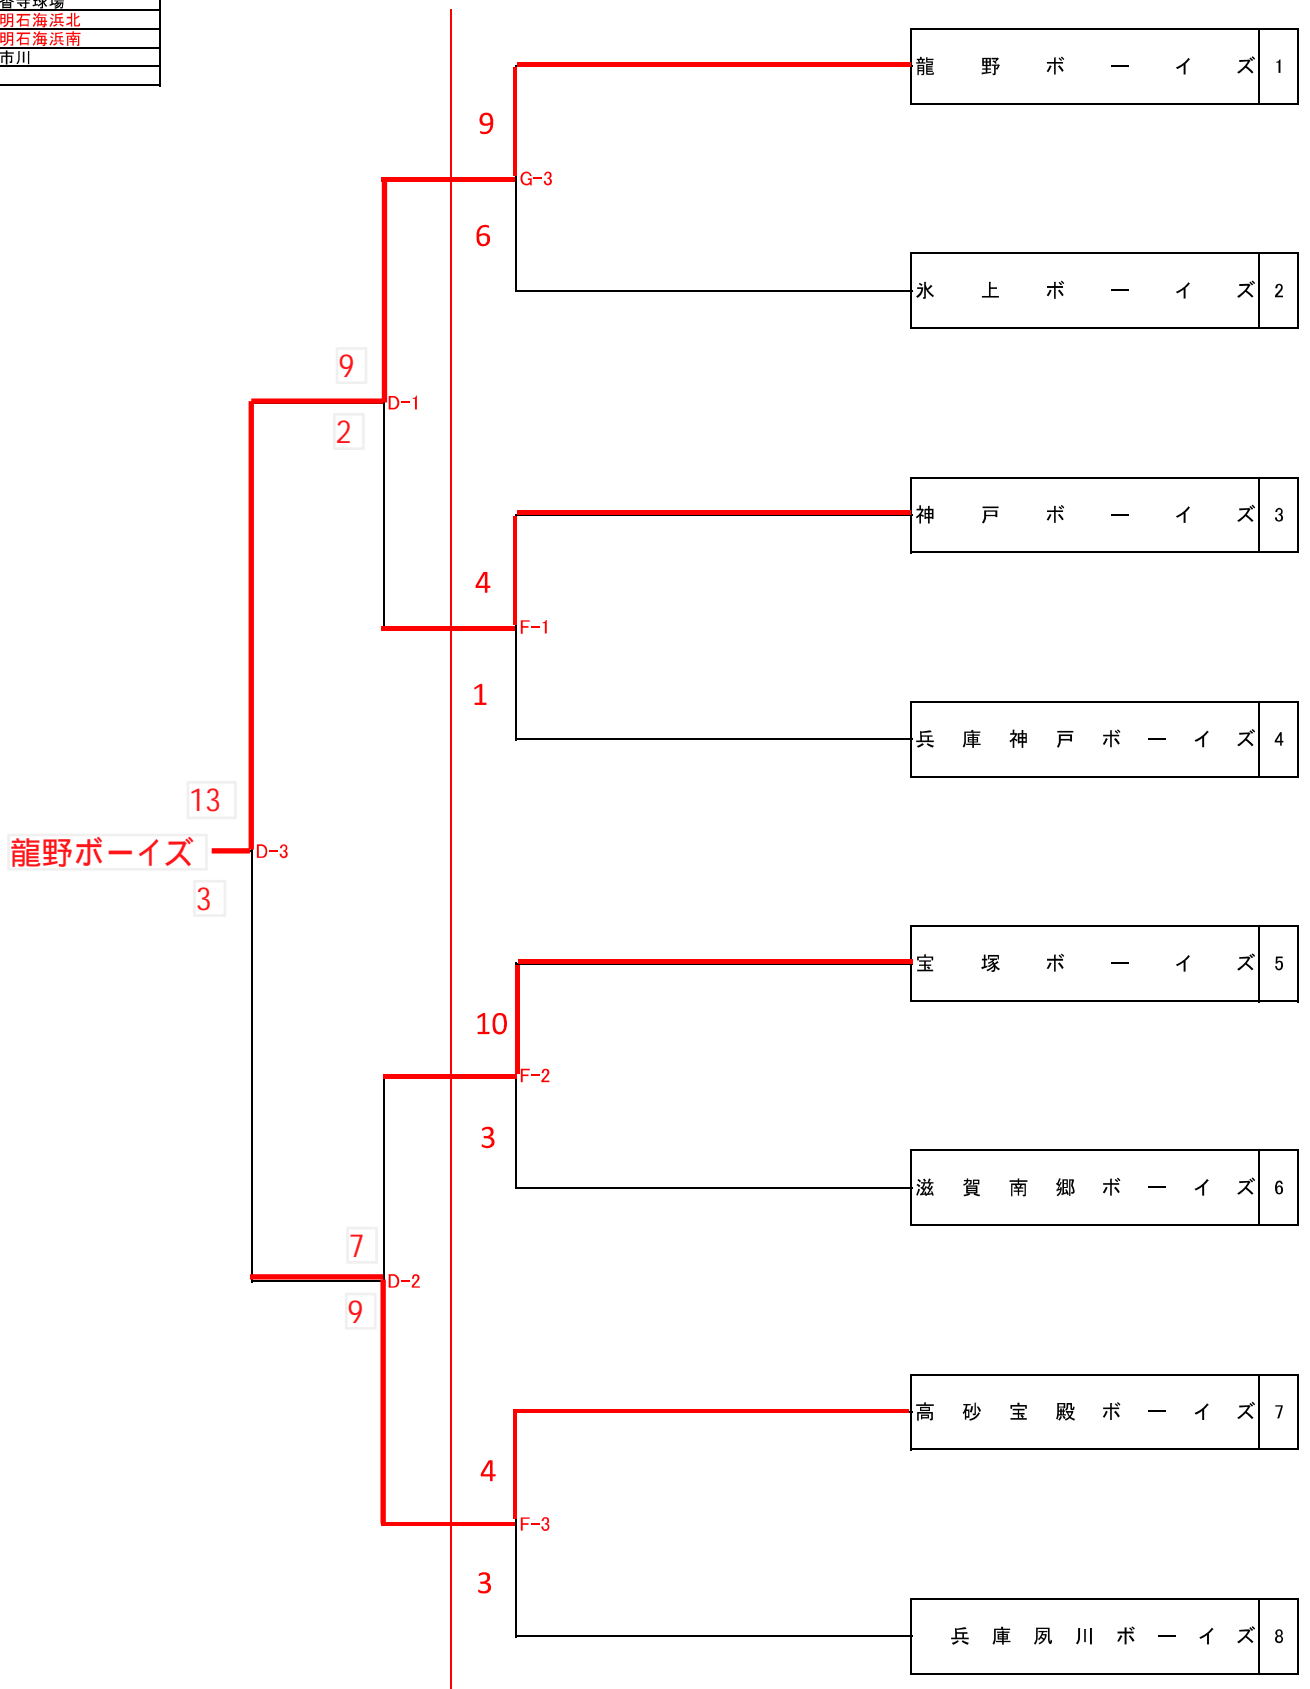 香寺球場
明石海浜北
明石海浜南
市川
龍野ボーイズ 1
9
G-3
6
氷上ボーイズ 2
9
D-1
2
神戸ボーイズ 3
4
F-1
1
兵庫神戸ボーイズ 4
13
龍野ボーイズ D-3
3
宝塚ボーイズ 5
10
F-2
3
滋賀南郷ボーイズ 6
7
D-2
9
高砂宝殿ボーイズ 7
4
F-3
3
兵庫夙川ボーイズ 8